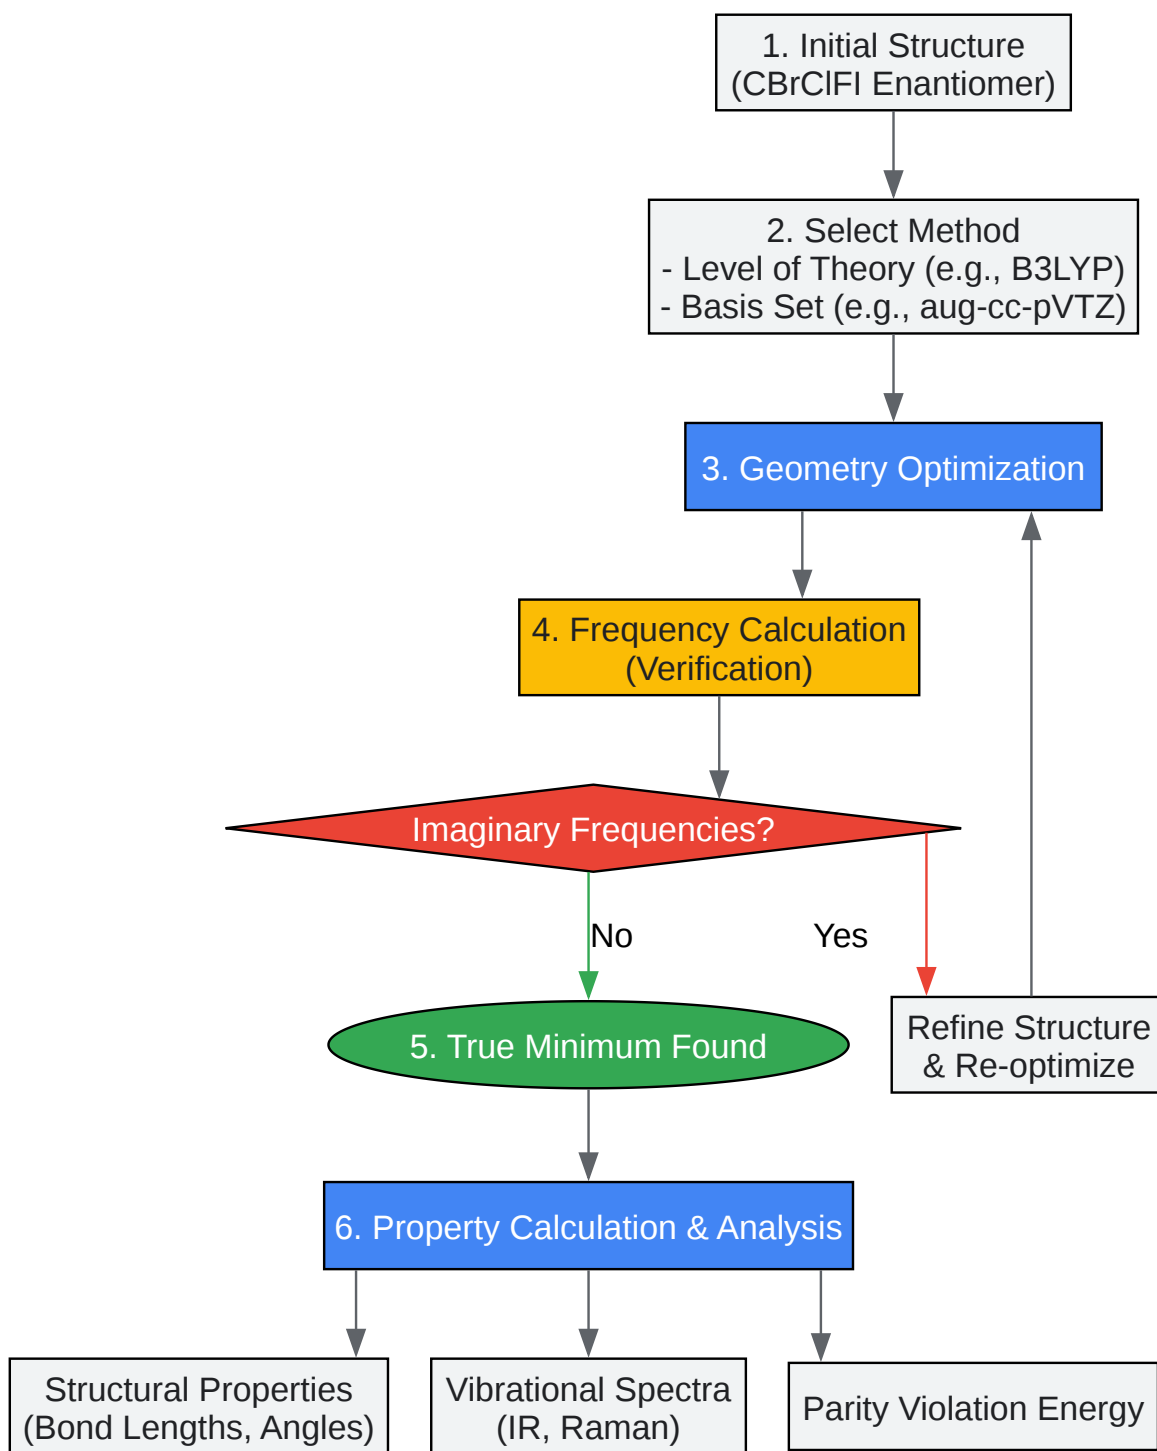 1. Initial Structure
(CBrClFI Enantiomer)
2. Select Method
- Level of Theory (e.g., B3LYP)
- Basis Set (e.g., aug-cc-pVTZ)
3. Geometry Optimization
4. Frequency Calculation
(Verification)
Imaginary Frequencies?
No
Yes
5. True Minimum Found
Refine Structure
& Re-optimize
6. Property Calculation & Analysis
Structural Properties
(Bond Lengths, Angles)
Vibrational Spectra
(IR, Raman)
Parity Violation Energy